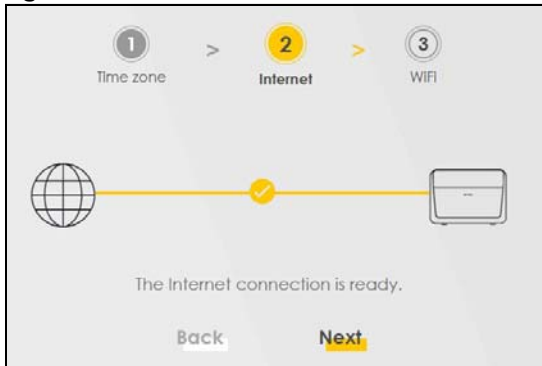 1 > 2 > 3
Time zone Internet WiFi
The Internet connection is ready.
Back Next